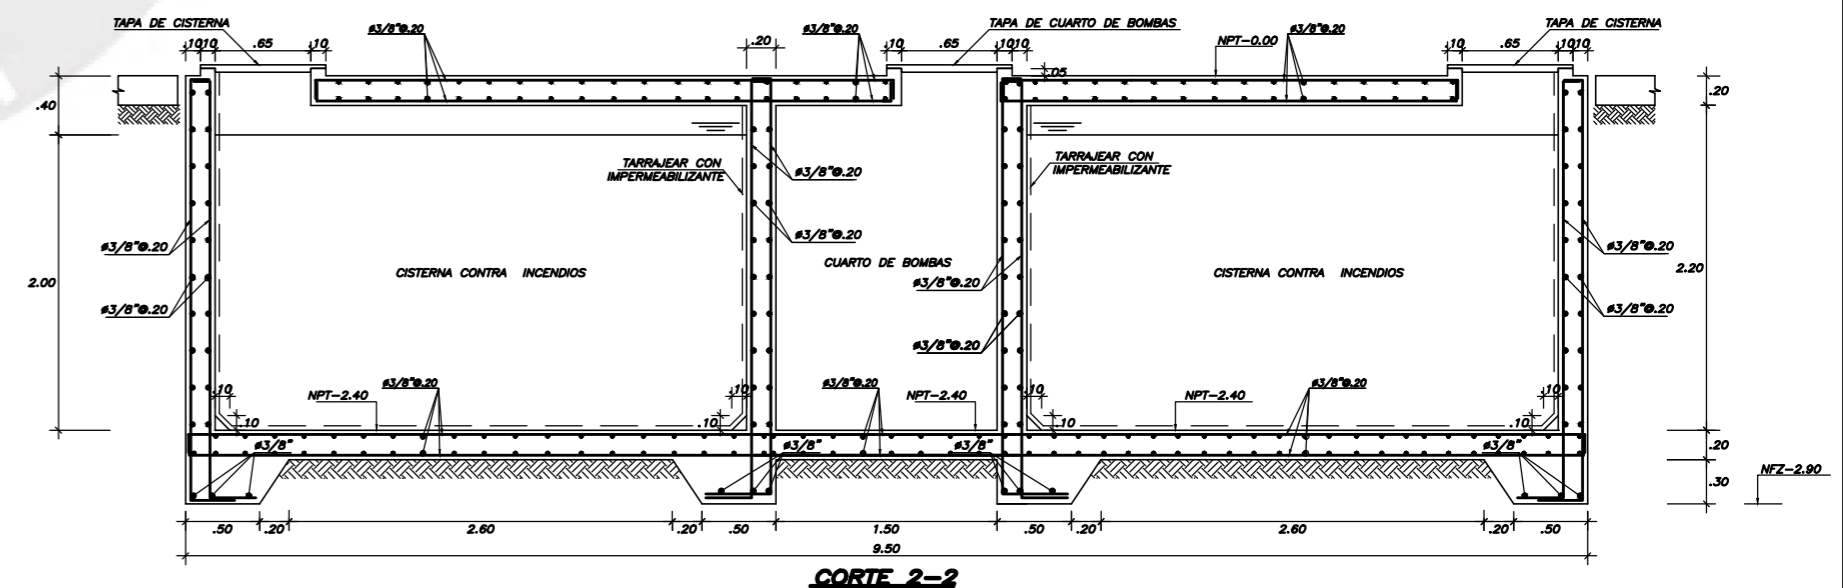 TAPA DE CISTERNA
TAPA DE CUARTO DE BOMBAS
TAPA DE CISTERNA
ø3/8"@.20
ø3/8"@.20
ø3/8"@.20
.10
.10
.65
.10
.20
.10
.65
.10
.10
NPT-0.00
.10
.65
.10
.10
.05
.40
.20
TARRAJEAR CON
IMPERMEABILIZANTE
TARRAJEAR CON
IMPERMEABILIZANTE
ø3/8"@.20
ø3/8"@.20
ø3/8"@.20
ø3/8"@.20
CISTERNA CONTRA INCENDIOS
CUARTO DE BOMBAS
CISTERNA CONTRA INCENDIOS
2.00
2.20
ø3/8"@.20
ø3/8"@.20
ø3/8"@.20
ø3/8"@.20
.10
NPT-2.40
ø3/8"@.20
.10
ø3/8"@.20
NPT-2.40
.10
NPT-2.40
ø3/8"@.20
.10
.10
.10
.10
.10
ø3/8"
ø3/8"
ø3/8"
ø3/8"
.20
.30
NFZ-2.90
.50
.20
2.60
.20
.50
1.50
.50
.20
2.60
.20
.50
9.50
CORTE 2-2